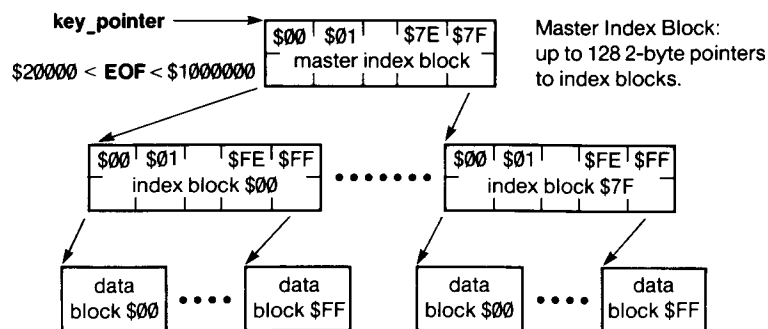 key_pointer
$00 $01 $7E $7F
master index block
$20000 < EOF < $1000000
Master Index Block:
up to 128 2-byte pointers
to index blocks.
$00 $01 $FE $FF
index block $00
$00 $01 $FE $FF
index block $7F
data
block $00
data
block $FF
data
block $00
data
block $FF